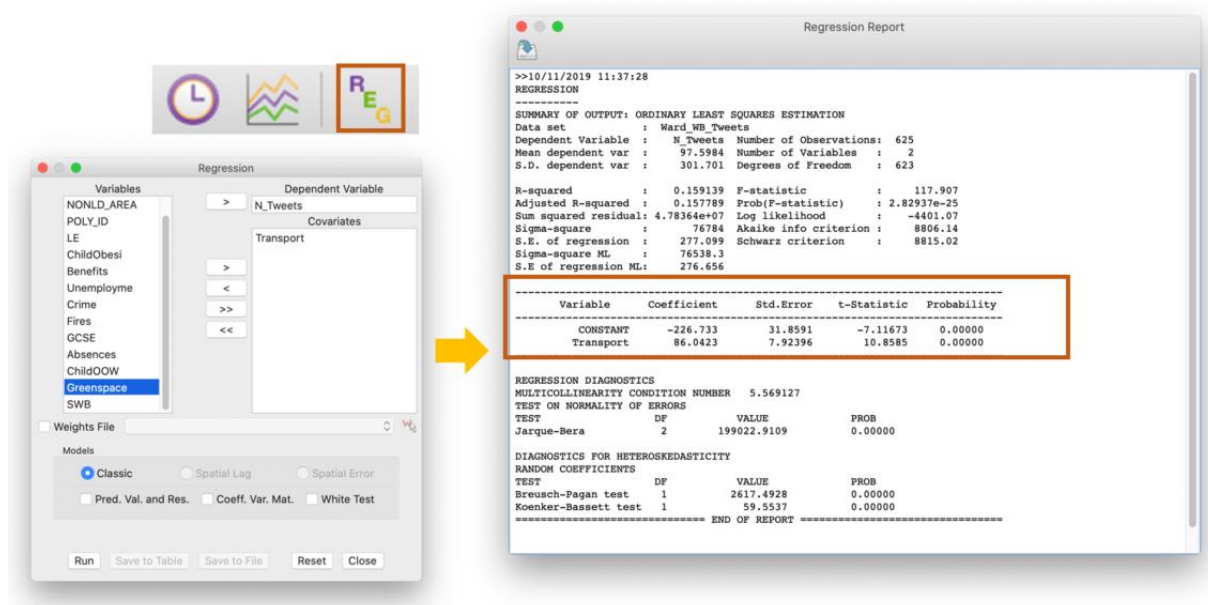 REG
Regression
Variables
NONLD_AREA
POLY_ID
LE
ChildObesi
Benefits
Unemployme
Crime
Fires
GCSE
Absences
ChildOOW
Greenspace
SWB
>
>
<
>>
<<
Dependent Variable
N_Tweets
Covariates
Transport
Weights File
Models
Classic Spatial Lag Spatial Error
Pred. Val. and Res. Coeff. Var. Mat. White Test
Run Save to Table Save to File Reset Close
Regression Report
>>10/11/2019 11:37:28
REGRESSION
----------
SUMMARY OF OUTPUT: ORDINARY LEAST SQUARES ESTIMATION
Data set : Ward_WB_Tweets
Dependent Variable : N_Tweets Number of Observations: 625
Mean dependent var : 97.5984 Number of Variables : 2
S.D. dependent var : 301.701 Degrees of Freedom : 623
R-squared : 0.159139 F-statistic : 117.907
Adjusted R-squared : 0.157789 Prob(F-statistic) : 2.82937e-25
Sum squared residual: 4.78364e+07 Log likelihood : -4401.07
Sigma-square : 76784 Akaike info criterion : 8806.14
S.E. of regression : 277.099 Schwarz criterion : 8815.02
Sigma-square ML : 76538.3
S.E of regression ML: 276.656
-----------------------------------------------------------------------------
Variable Coefficient Std.Error t-Statistic Probability
-----------------------------------------------------------------------------
CONSTANT -226.733 31.8591 -7.11673 0.00000
Transport 86.0423 7.92396 10.8585 0.00000
-----------------------------------------------------------------------------
REGRESSION DIAGNOSTICS
MULTICOLLINEARITY CONDITION NUMBER 5.569127
TEST ON NORMALITY OF ERRORS
TEST DF VALUE PROB
Jarque-Bera 2 199022.9109 0.00000
DIAGNOSTICS FOR HETEROSKEDASTICITY
RANDOM COEFFICIENTS
TEST DF VALUE PROB
Breusch-Pagan test 1 2617.4928 0.00000
Koenker-Bassett test 1 59.5537 0.00000
============================== END OF REPORT ================================